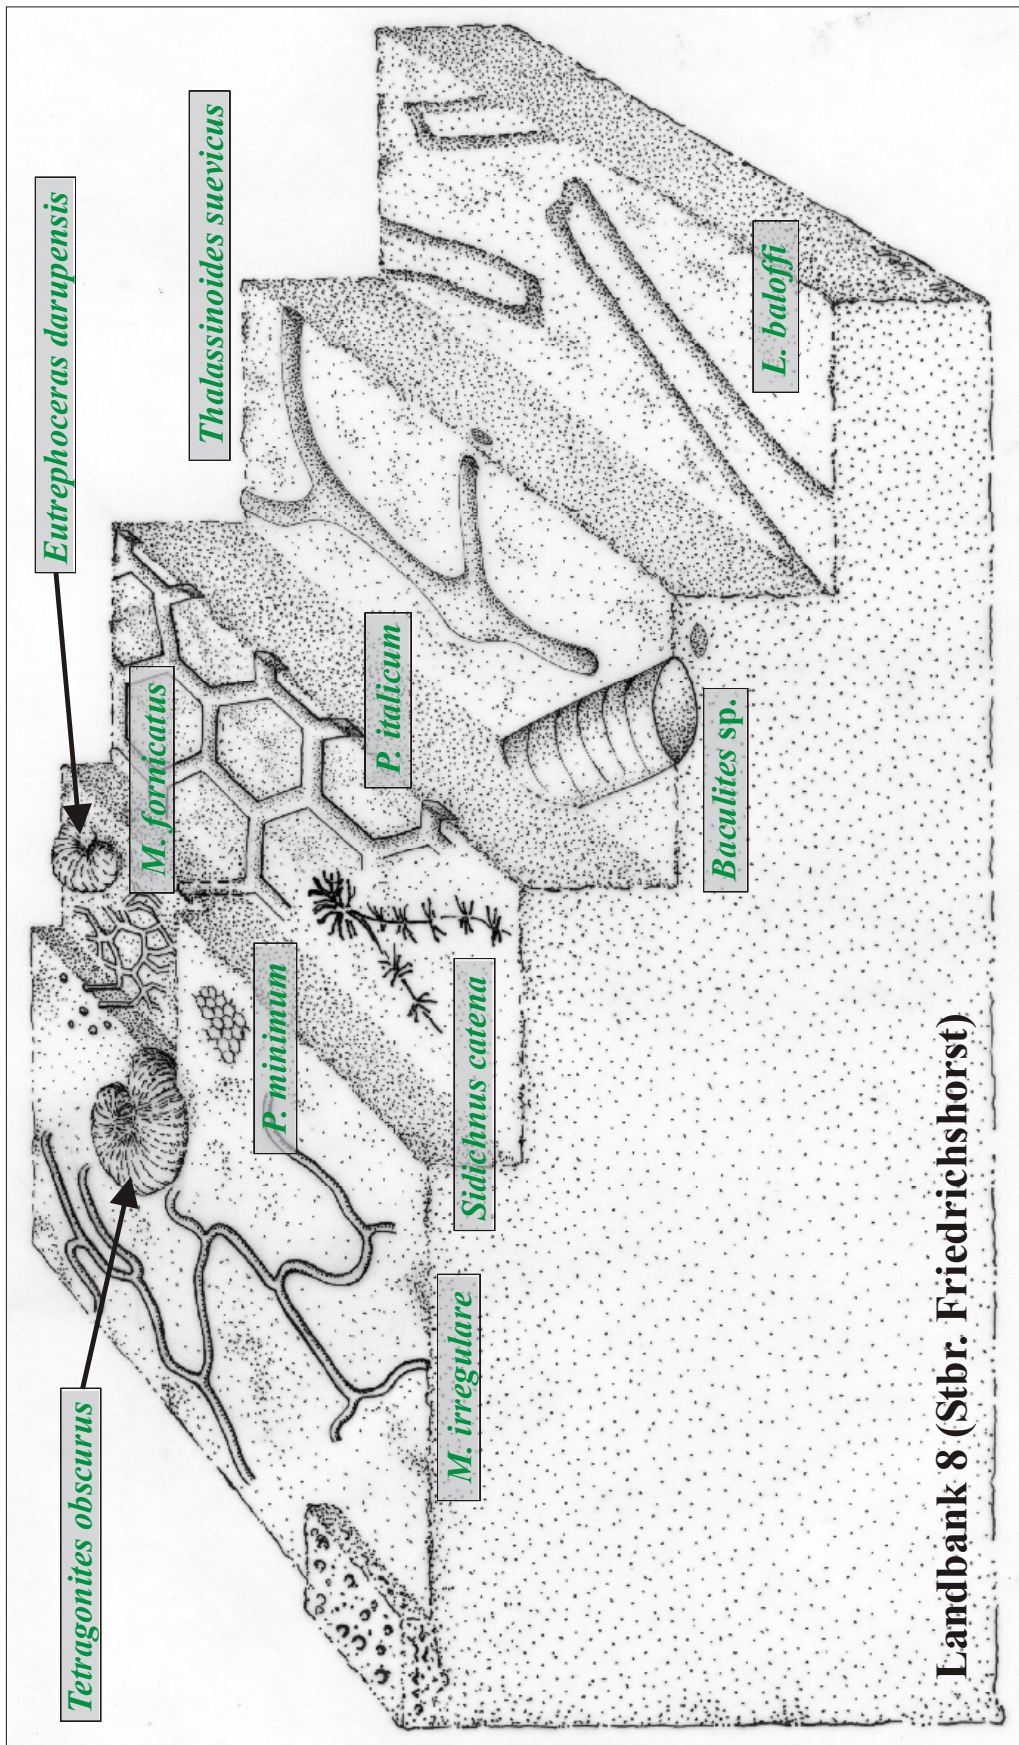 Tetragonites obscurus
Eutrephoceras darupensis
M. fornicatus
Thalassinoides suevicus
P. minimum
P. italicum
M. irregulare
Sidichnus catena
Baculites sp.
L. baloffi
Landbank 8 (Stbr. Friedrichshorst)